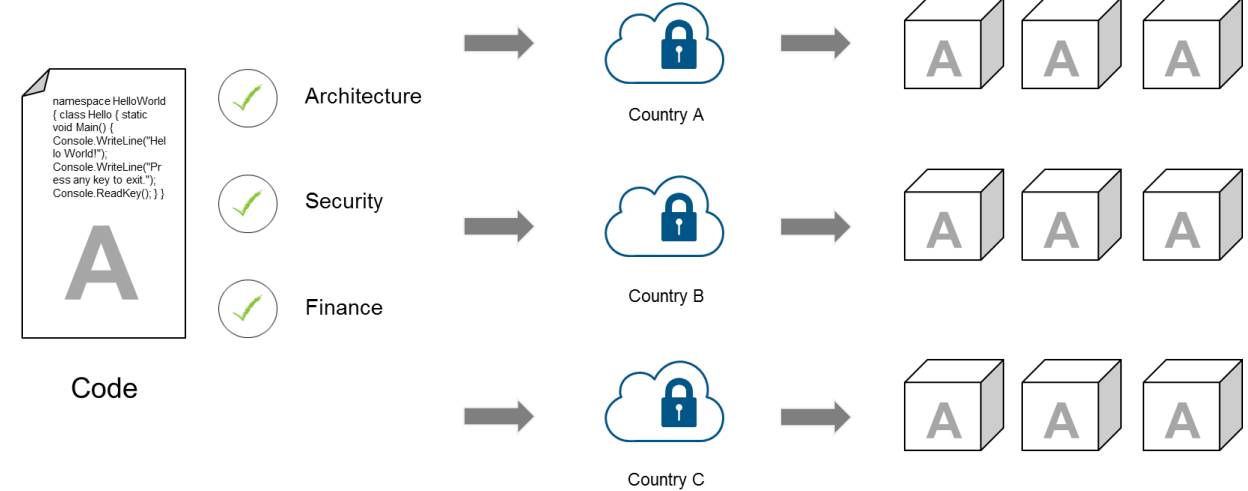 namespace HelloWorld
{ class Hello { static
void Main() {
Console.WriteLine("Hel
lo World!");
Console.WriteLine("Pr
ess any key to exit.");
Console.ReadKey(); } }
A
Code
Architecture
Security
Finance
Country A
A A A
Country B
A A A
Country C
A A A